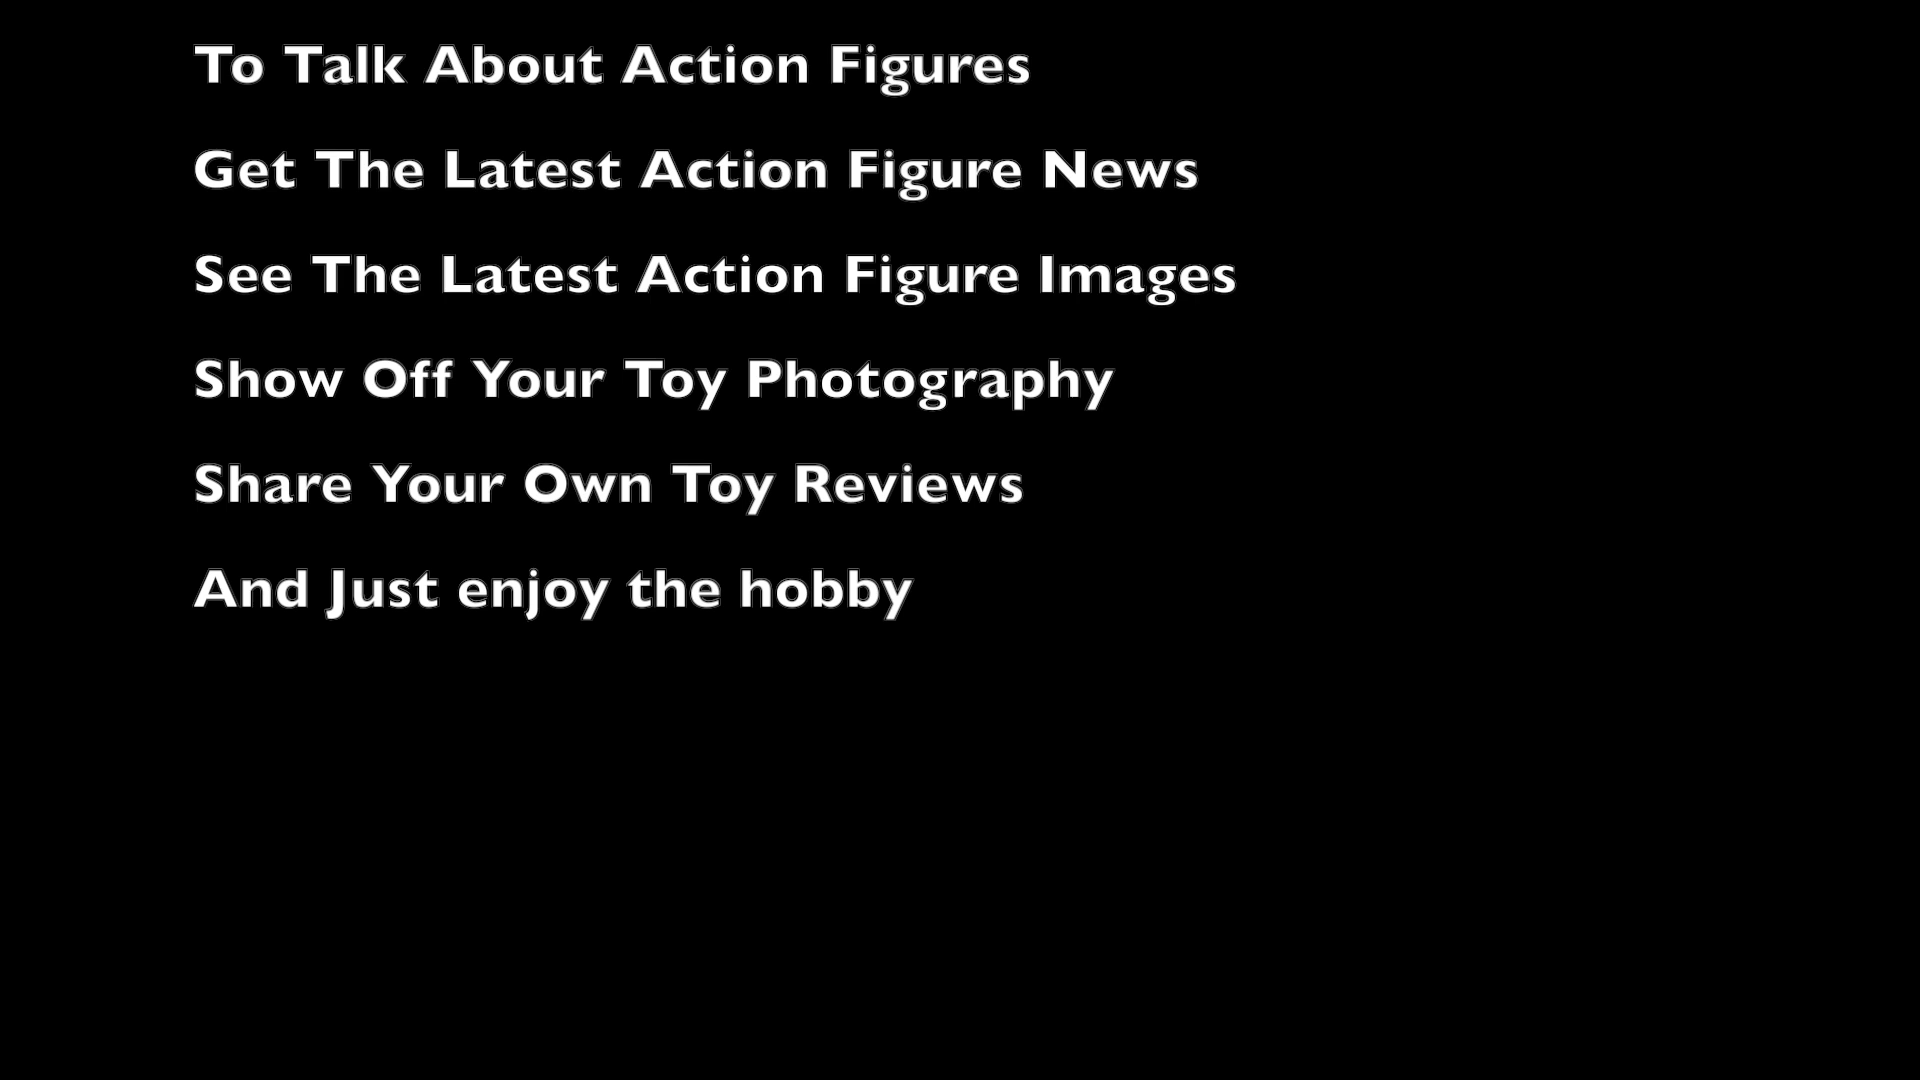 To Talk About Action Figures
Get The Latest Action Figure News
See The Latest Action Figure Images
Show Off Your Toy Photography
Share Your Own Toy Reviews
And Just enjoy the hobby